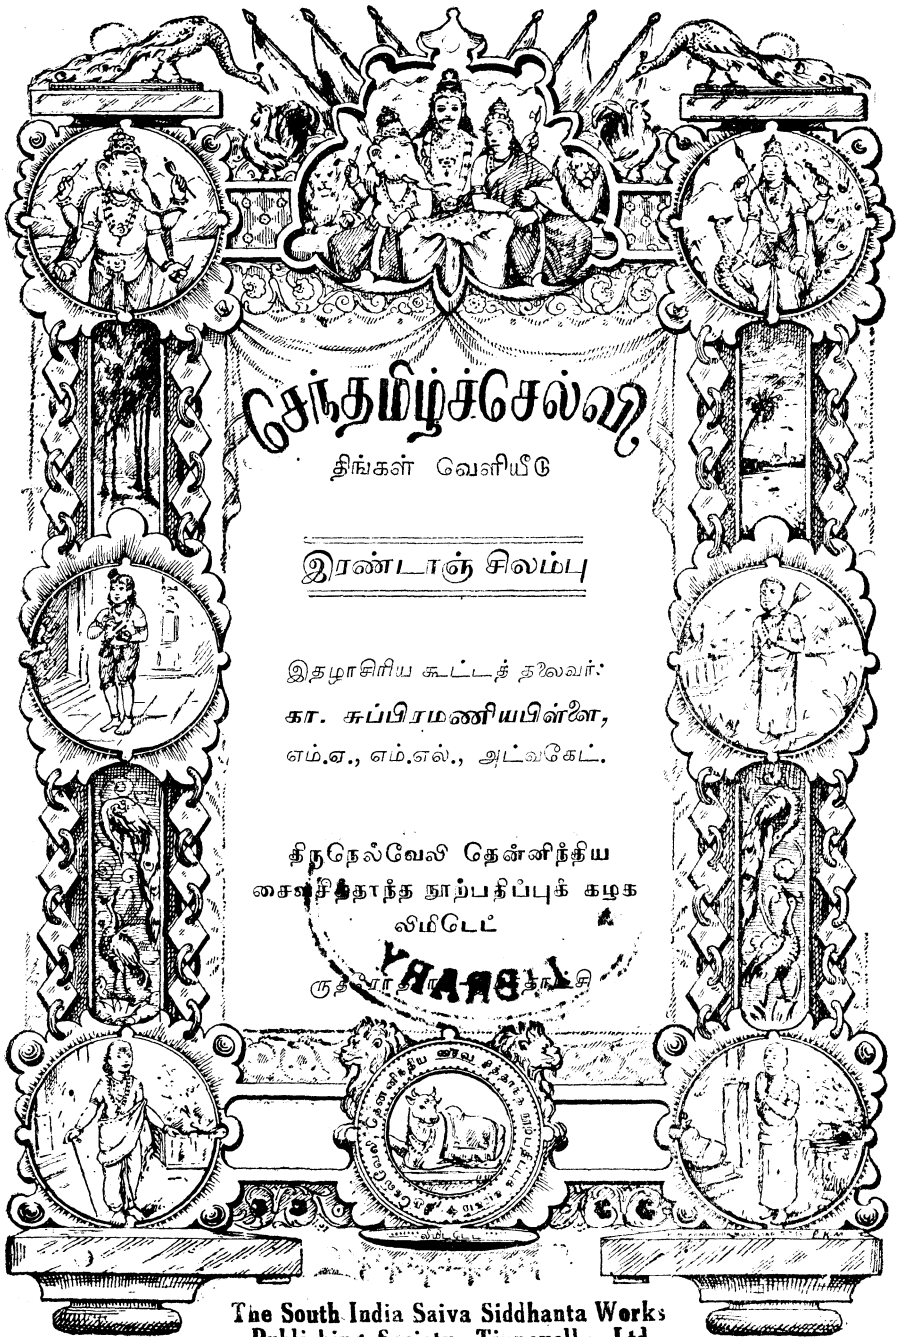 செந்தமிழ்ச்செல்வி
திங்கள் வெளியீடு
இரண்டாஞ் சிலம்பு
இதழாசிரிய கூட்டத் தலைவர்:
கா. சுப்பிரமணியபிள்ளை,
எம்.ஏ., எம்.எல்., அட்வகேட்.
திருநெல்வேலி தென்னிந்திய
சைவசித்தாந்த நூற்பதிப்புக் கழக
லிமிடெட்
LIBRARY
லிமிடெட்
The South India Saiva Siddhanta Works
Publishing Society, Tinnevelly, Ltd.